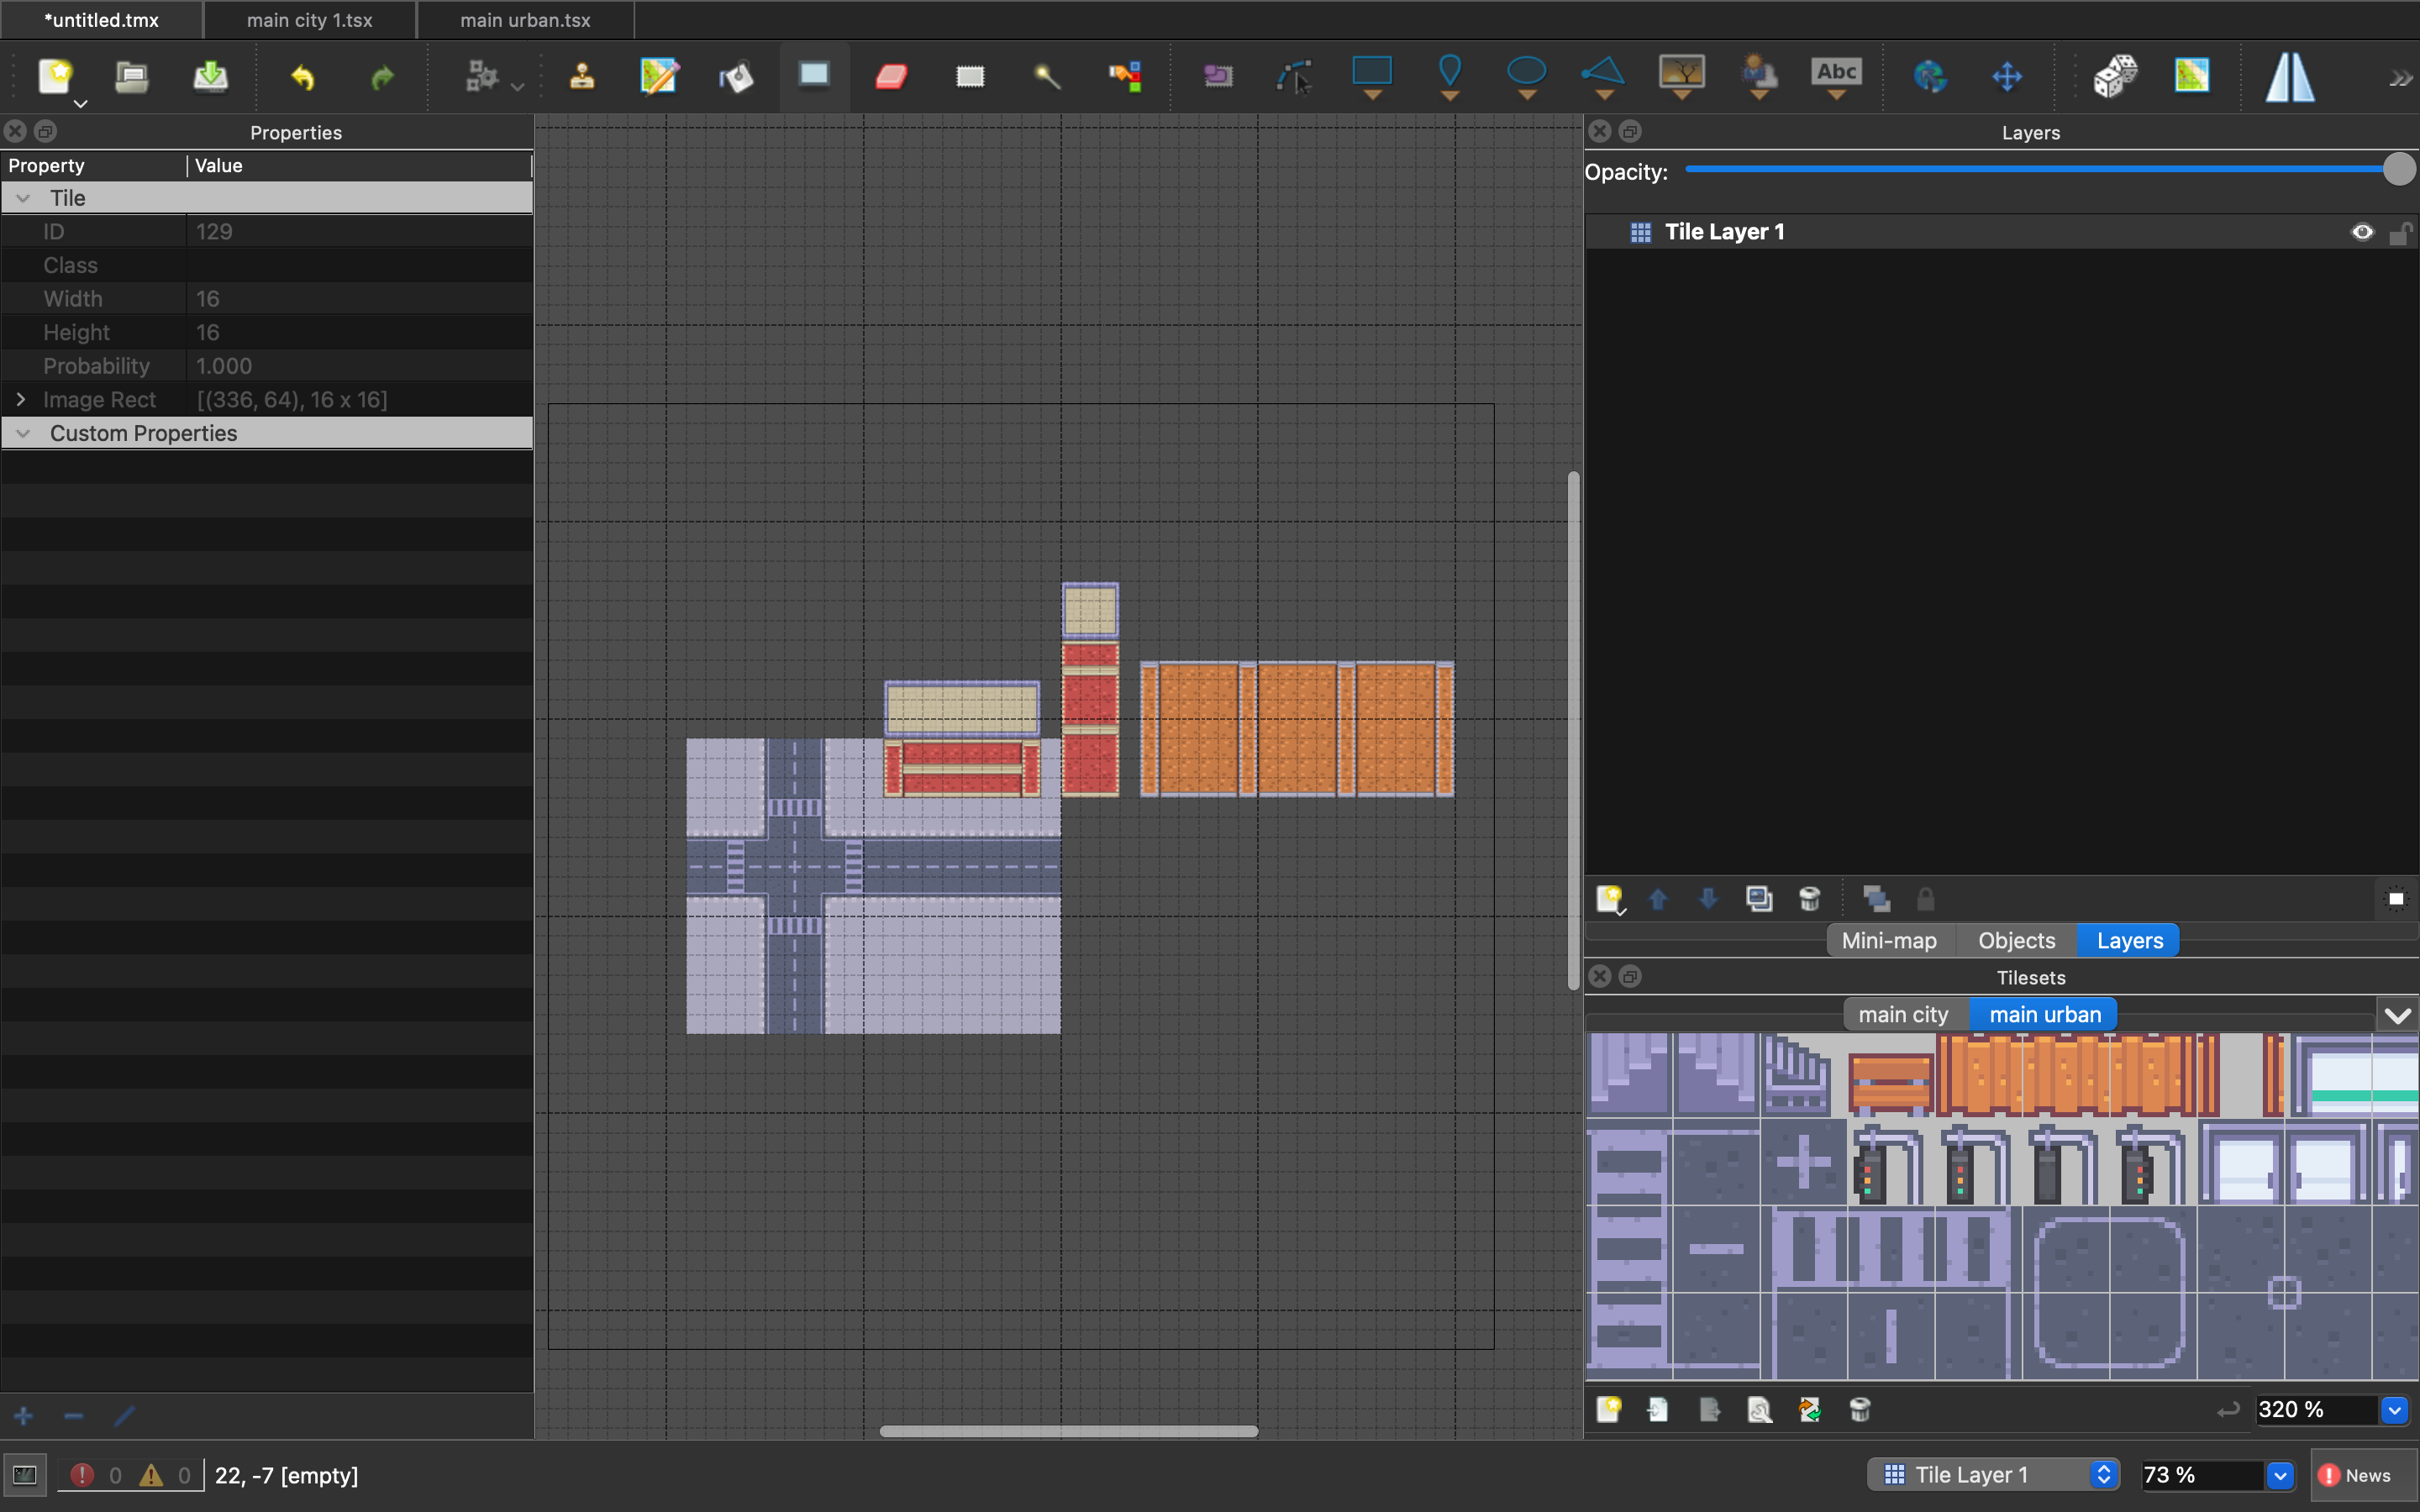 *untitled.tmx
main city 1.tsx
main urban.tsx
Abc
Properties
Property Value
Tile
ID 129
Class
Width 16
Height 16
Probability 1.000
Image Rect [(336, 64), 16 x 16]
Custom Properties
Layers
Opacity:
Tile Layer 1
Mini-map Objects Layers
Tilesets
main city main urban
320 %
0 0 22, -7 [empty]
Tile Layer 1
73 %
News